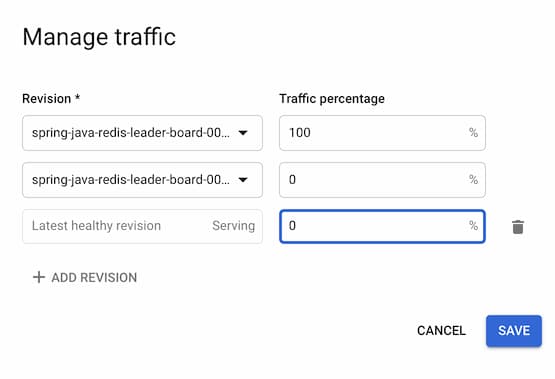 Manage traffic
Revision * Traffic percentage
spring-java-redis-leader-board-00... 100 %
spring-java-redis-leader-board-00... 0 %
Latest healthy revision Serving 0 %
+ ADD REVISION
CANCEL SAVE